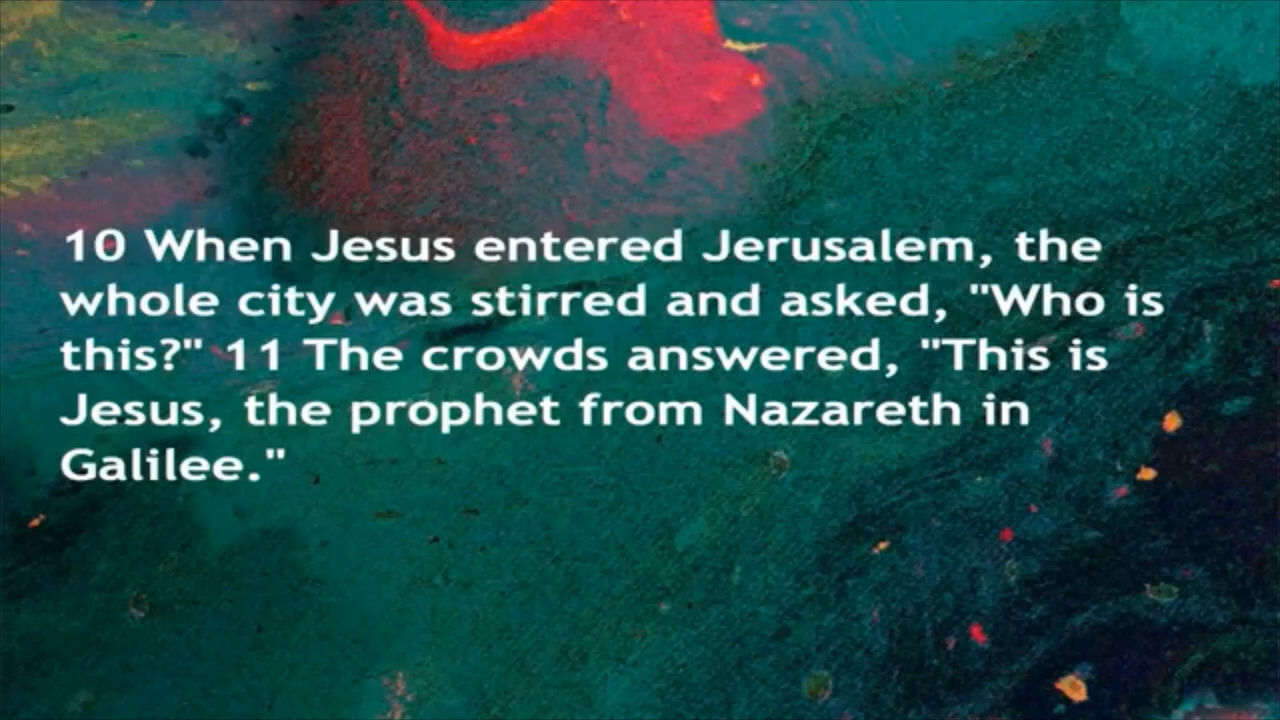 10 When Jesus entered Jerusalem, the
whole city was stirred and asked, "Who is
this?" 11 The crowds answered, "This is
Jesus, the prophet from Nazareth in
Galilee."